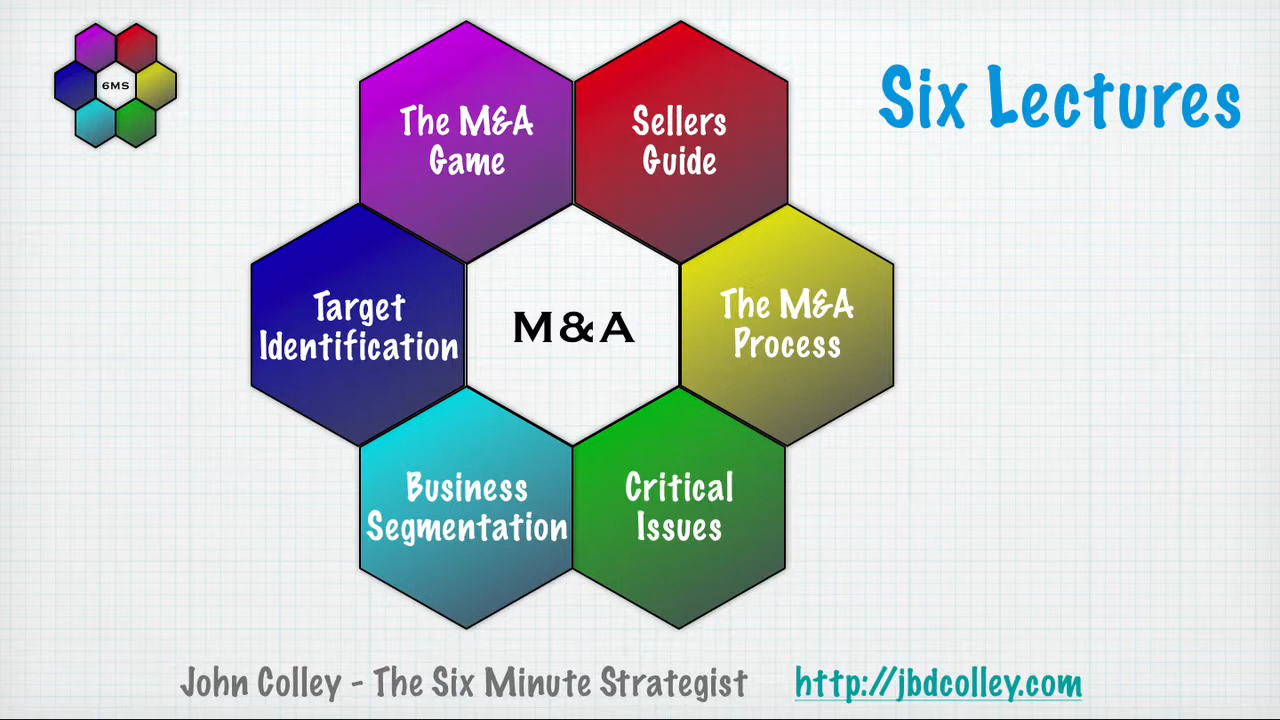 6MS
Six Lectures
The M&A
Game
Sellers
Guide
Target
Identification
M&A
The M&A
Process
Business
Segmentation
Critical
Issues
John Colley - The Six Minute Strategist
http://jbdcolley.com